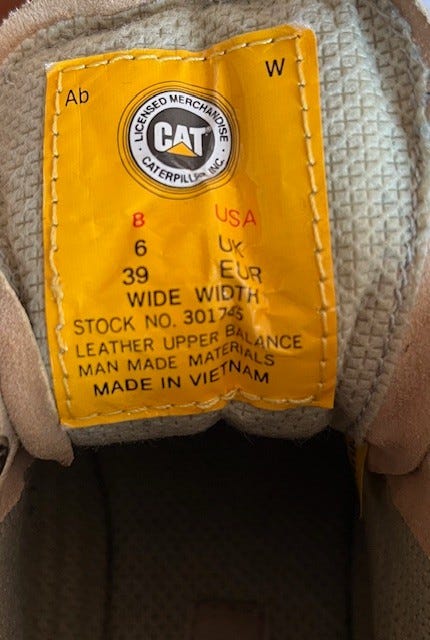 Ab W
LICENSED MERCHANDISE
CAT
CATERPILLAR INC.
8 USA
6 UK
39 EUR
WIDE WIDTH
STOCK NO. 301745
LEATHER UPPER BALANCE
MAN MADE MATERIALS
MADE IN VIETNAM